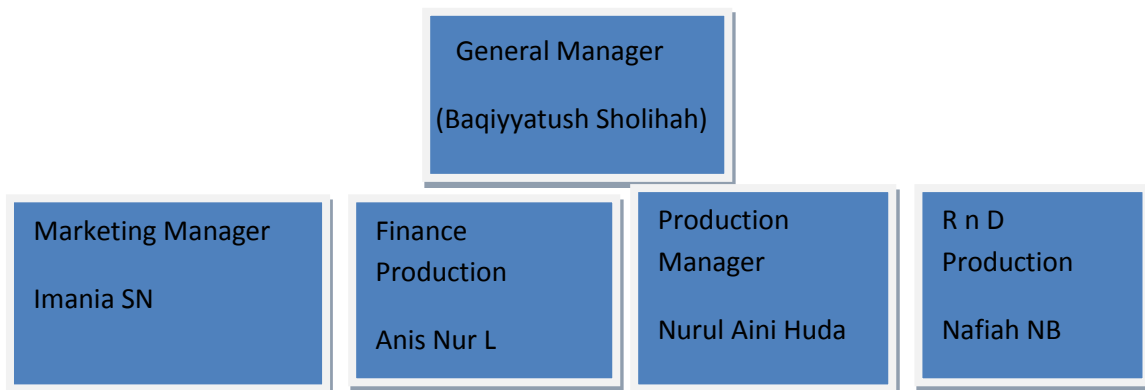 General Manager
(Baqiyyatush Sholihah)
Marketing Manager
Imania SN
Finance
Production
Anis Nur L
Production
Manager
Nurul Aini Huda
R n D
Production
Nafiah NB